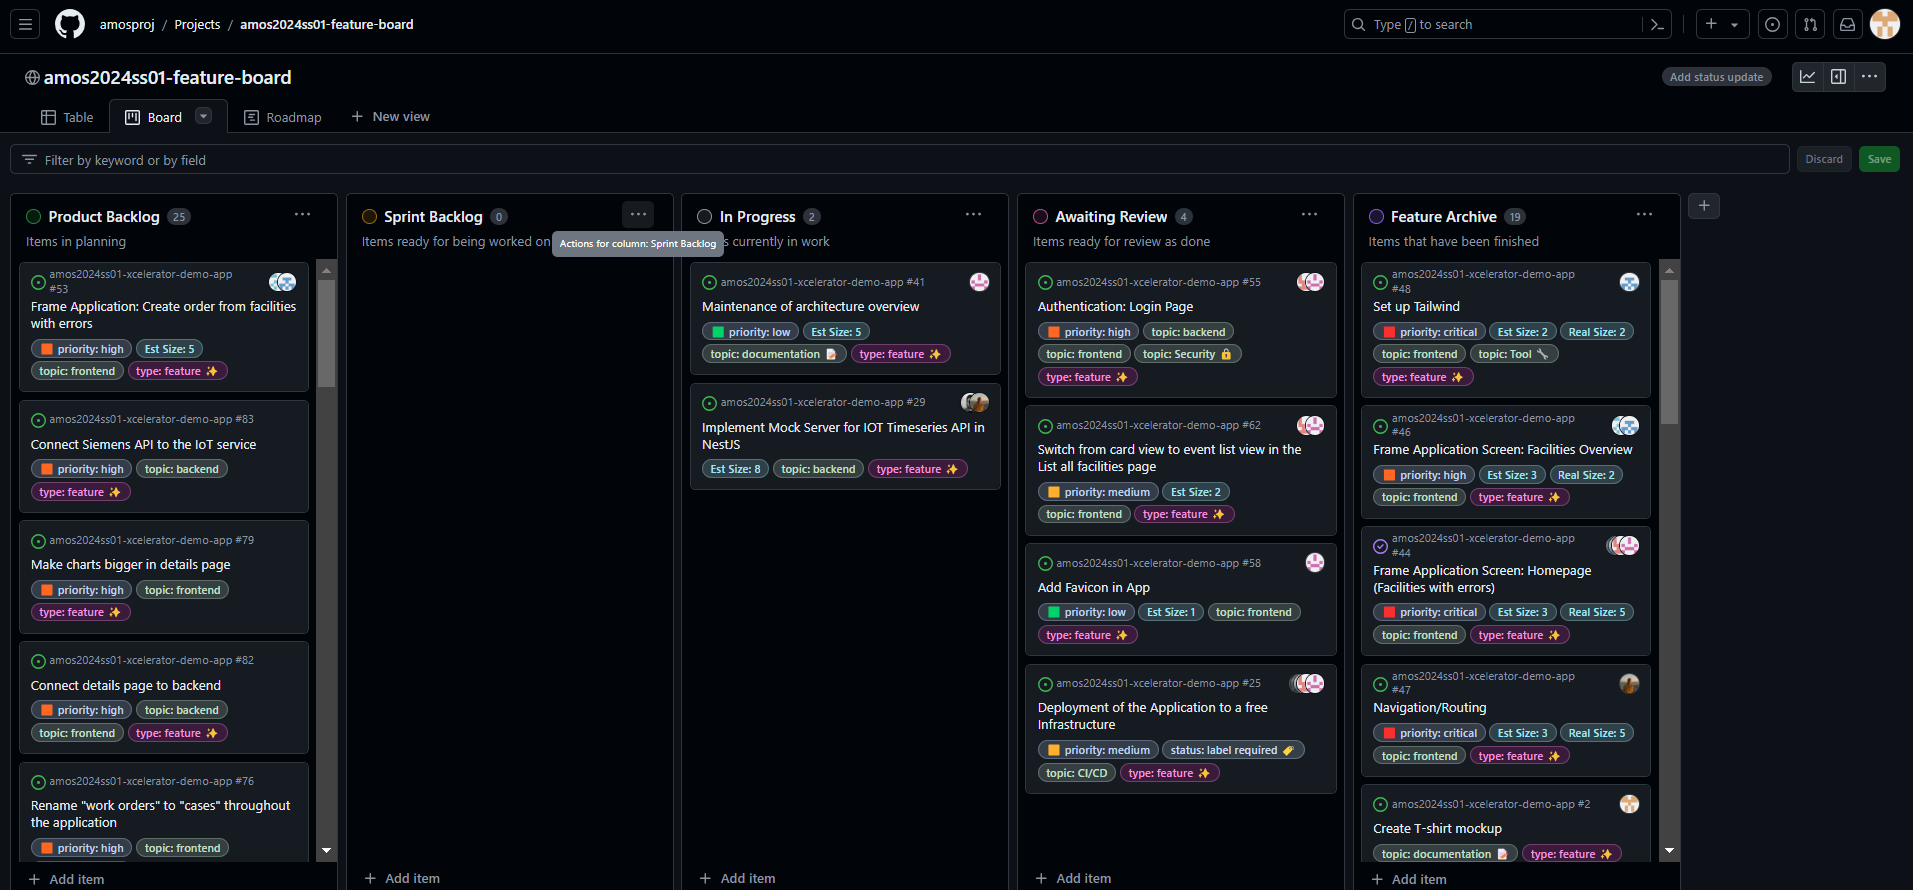 amosproj / Projects / amos2024ss01-feature-board
Type / to search
amos2024ss01-feature-board
Add status update
Table
Board
Roadmap
New view
Filter by keyword or by field
Discard
Save
Product Backlog 25
Items in planning
amos2024ss01-xcelerator-demo-app
#53
Frame Application: Create order from facilities
with errors
priority: high Est Size: 5
topic: frontend type: feature ✨
amos2024ss01-xcelerator-demo-app #83
Connect Siemens API to the IoT service
priority: high topic: backend
type: feature ✨
amos2024ss01-xcelerator-demo-app #79
Make charts bigger in details page
priority: high topic: frontend
type: feature ✨
amos2024ss01-xcelerator-demo-app #82
Connect details page to backend
priority: high topic: backend
topic: frontend type: feature ✨
amos2024ss01-xcelerator-demo-app #76
Rename "work orders" to "cases" throughout
the application
priority: high topic: frontend
Add item
Sprint Backlog 0
Items ready for being worked on
Actions for column: Sprint Backlog
Add item
In Progress 2
s currently in work
amos2024ss01-xcelerator-demo-app #41
Maintenance of architecture overview
priority: low Est Size: 5
topic: documentation 📝 type: feature ✨
amos2024ss01-xcelerator-demo-app #29
Implement Mock Server for IOT Timeseries API in
NestJS
Est Size: 8 topic: backend type: feature ✨
Add item
Awaiting Review 4
Items ready for review as done
amos2024ss01-xcelerator-demo-app #55
Authentication: Login Page
priority: high topic: backend
topic: frontend topic: Security 🔒
type: feature ✨
amos2024ss01-xcelerator-demo-app #62
Switch from card view to event list view in the
List all facilities page
priority: medium Est Size: 2
topic: frontend type: feature ✨
amos2024ss01-xcelerator-demo-app #58
Add Favicon in App
priority: low Est Size: 1 topic: frontend
type: feature ✨
amos2024ss01-xcelerator-demo-app #25
Deployment of the Application to a free
Infrastructure
priority: medium status: label required 🏷️
topic: CI/CD type: feature ✨
Add item
Feature Archive 19
Items that have been finished
amos2024ss01-xcelerator-demo-app
#48
Set up Tailwind
priority: critical Est Size: 2 Real Size: 2
topic: frontend topic: Tool 🔧
type: feature ✨
amos2024ss01-xcelerator-demo-app
#46
Frame Application Screen: Facilities Overview
priority: high Est Size: 3 Real Size: 2
topic: frontend type: feature ✨
amos2024ss01-xcelerator-demo-app
#44
Frame Application Screen: Homepage
(Facilities with errors)
priority: critical Est Size: 3 Real Size: 5
topic: frontend type: feature ✨
amos2024ss01-xcelerator-demo-app
#47
Navigation/Routing
priority: critical Est Size: 3 Real Size: 5
topic: frontend type: feature ✨
amos2024ss01-xcelerator-demo-app #2
Create T-shirt mockup
topic: documentation 📝 type: feature ✨
Add item